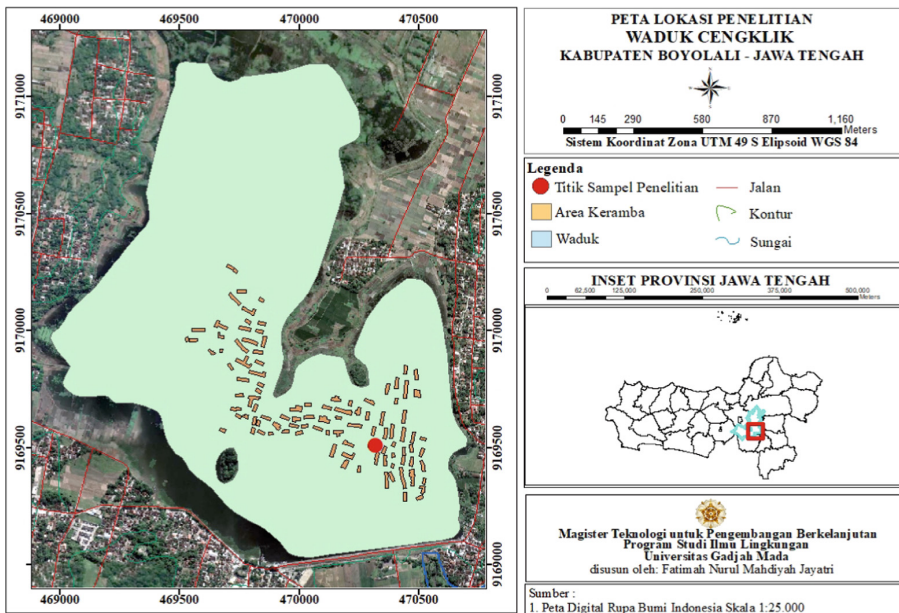 469000 469500 470000 470500
9171000
9170500
9170000
9169500
9169000
9171000
9170500
9170000
9169500
9169000
469000 469500 470000 470500
PETA LOKASI PENELITIAN
WADUK CENGKLIK
KABUPATEN BOYOLALI - JAWA TENGAH
0 145 290 580 870 1,160
Meters
Sistem Koordinat Zona UTM 49 S Elipsoid WGS 84
Legenda
Titik Sampel Penelitian
Area Keramba
Waduk
Jalan
Kontur
Sungai
INSET PROVINSI JAWA TENGAH
0 62,500 125,000 250,000 375,000 500,000
Meters
Magister Teknologi untuk Pengembangan Berkelanjutan
Program Studi Ilmu Lingkungan
Universitas Gadjah Mada
disusun oleh: Fatimah Nurul Mahdiyah Jayatri
Sumber :
1. Peta Digital Rupa Bumi Indonesia Skala 1:25.000